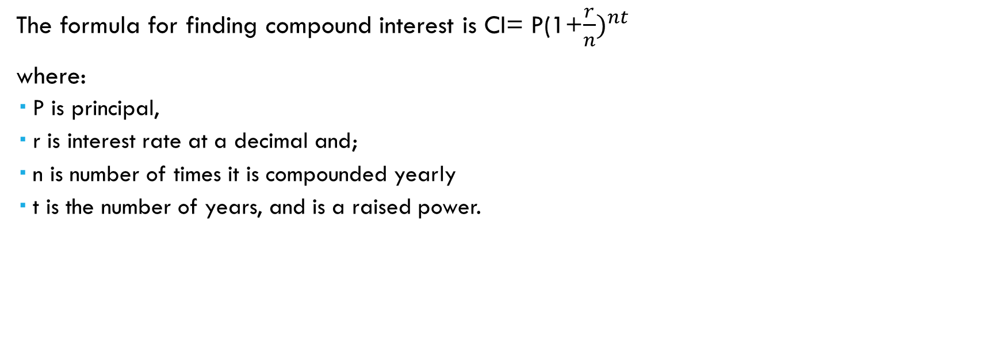 The formula for finding compound interest is CI= P(1+\frac{r}{n})^{nt}
where:
▪ P is principal,
▪ r is interest rate at a decimal and;
▪ n is number of times it is compounded yearly
▪ t is the number of years, and is a raised power.